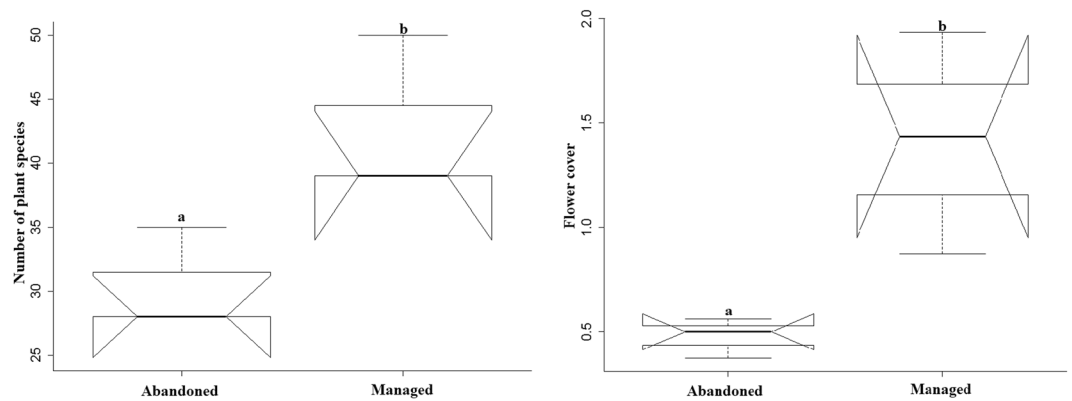 Number of plant species
50
45
40
35
30
25
a
b
Abandoned
Managed
Flower cover
2.0
1.5
1.0
0.5
a
b
Abandoned
Managed